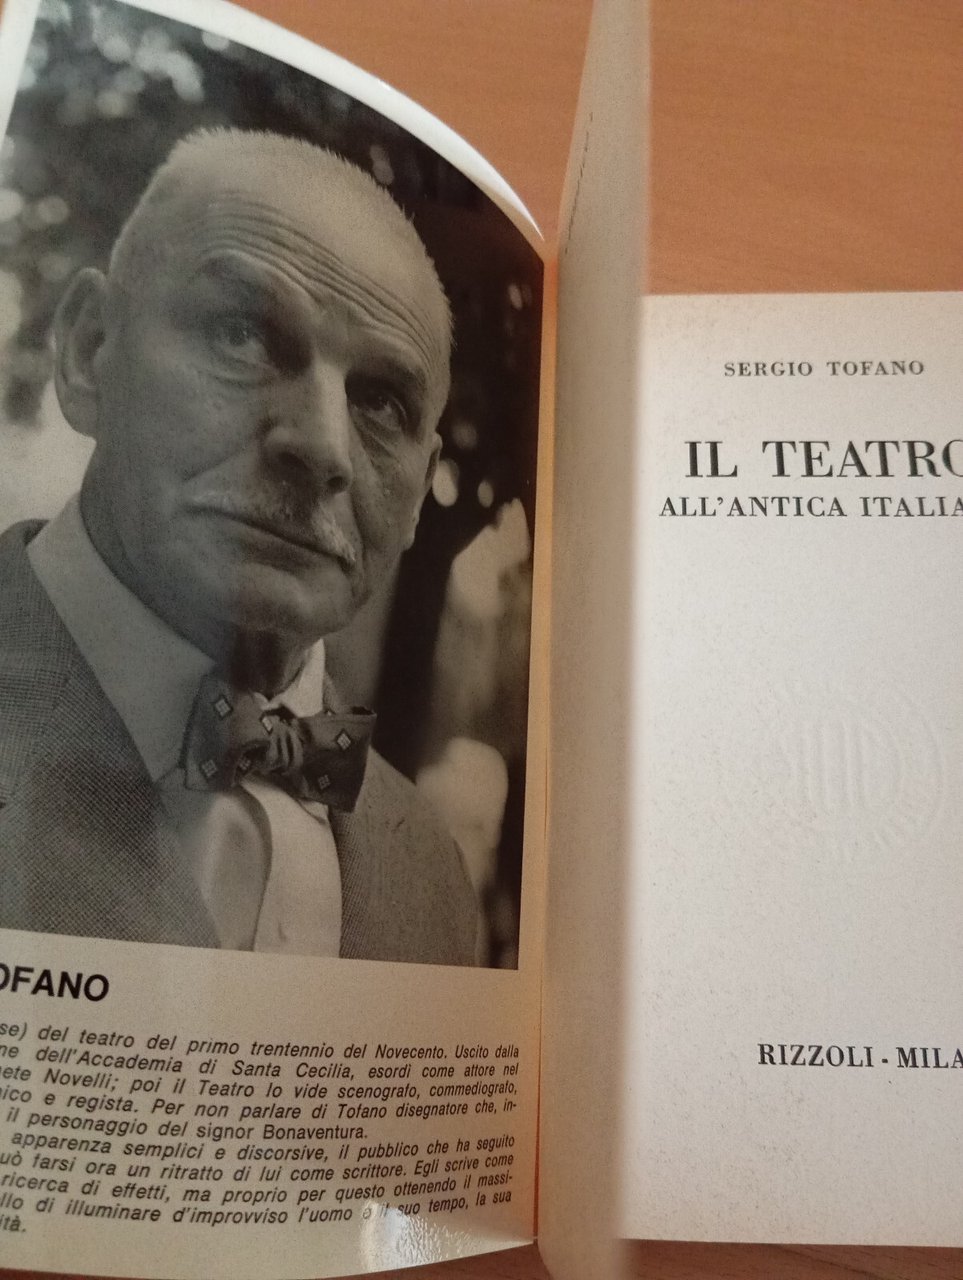 OFANO
se) del teatro del primo trentennio del Novecento. Uscito dalla
ne dell'Accademia di Santa Cecilia, esordì come attore nel
ete Novelli; poi il Teatro lo vide scenografo, commediografo,
ico e regista. Per non parlare di Tofano disegnatore che, in-
il personaggio del signor Bonaventura.
apparenza semplici e discorsive, il pubblico che ha seguito
uò farsi ora un ritratto di lui come scrittore. Egli scrive come
ricerca di effetti, ma proprio per questo ottenendo il massi-
llo di illuminare d'improvviso l'uomo e il suo tempo, la sua
ità.
SERGIO TOFANO
IL TEATRO
ALL'ANTICA ITALIA
RIZZOLI - MILA